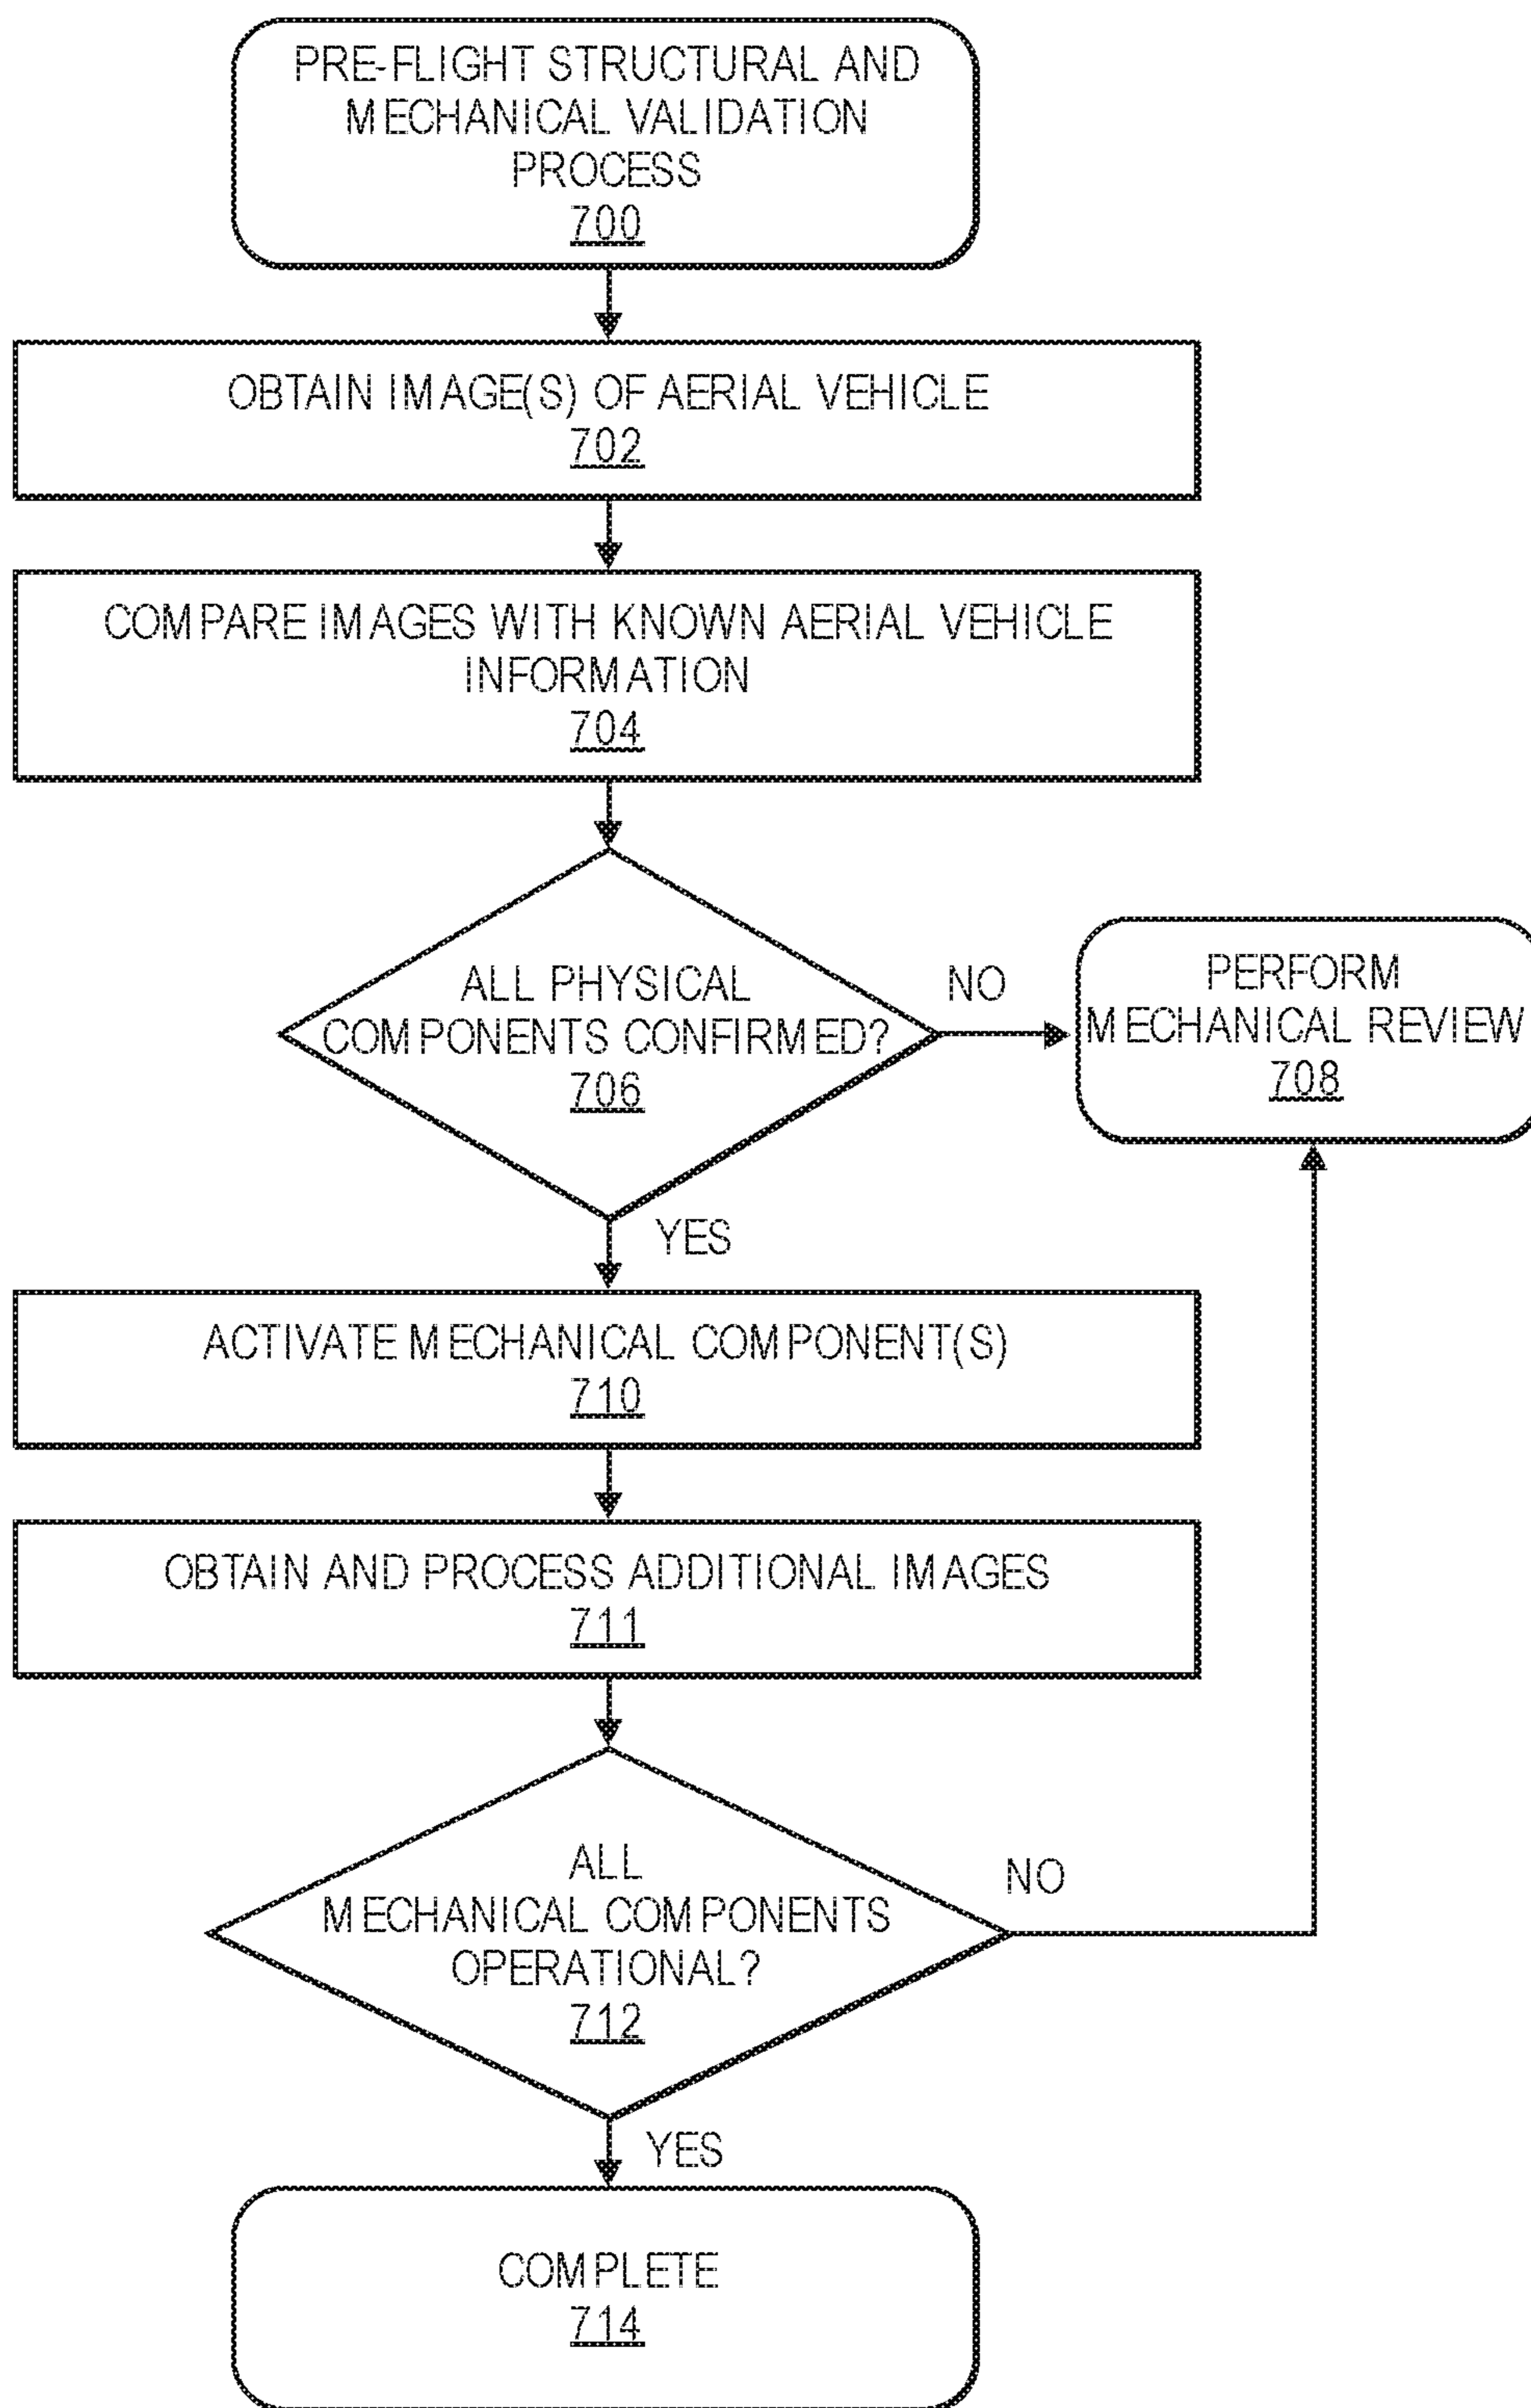 PRE-FLIGHT STRUCTURAL AND
MECHANICAL VALIDATION
PROCESS
700
OBTAIN IMAGE(S) OF AERIAL VEHICLE
702
COMPARE IMAGES WITH KNOWN AERIAL VEHICLE
INFORMATION
704
ALL PHYSICAL
COMPONENTS CONFIRMED?
706
NO
PERFORM
MECHANICAL REVIEW
708
YES
ACTIVATE MECHANICAL COMPONENT(S)
710
OBTAIN AND PROCESS ADDITIONAL IMAGES
711
ALL
MECHANICAL COMPONENTS
OPERATIONAL?
712
NO
YES
COMPLETE
714